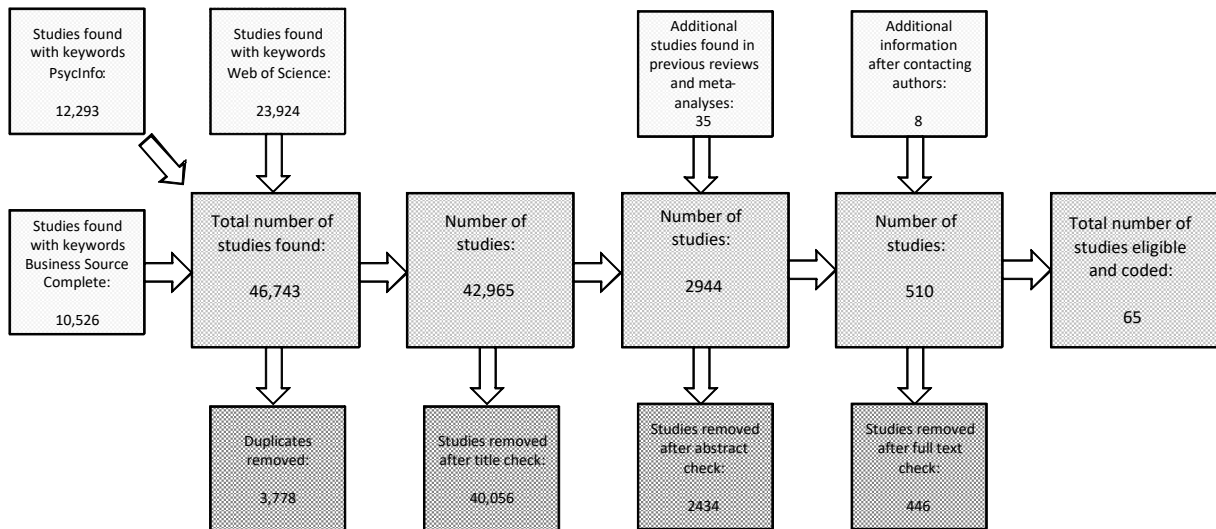 Studies found
with keywords
PsycInfo:
12,293
Studies found
with keywords
Web of Science:
23,924
Additional
studies found in
previous reviews
and meta-
analyses:
35
Additional
information
after contacting
authors:
8
Studies found
with keywords
Business Source
Complete:
10,526
Total number of
studies found:
46,743
Number of
studies:
42,965
Number of
studies:
2944
Number of
studies:
510
Total number of
studies eligible
and coded:
65
Duplicates
removed:
3,778
Studies removed
after title check:
40,056
Studies removed
after abstract
check:
2434
Studies removed
after full text
check:
446